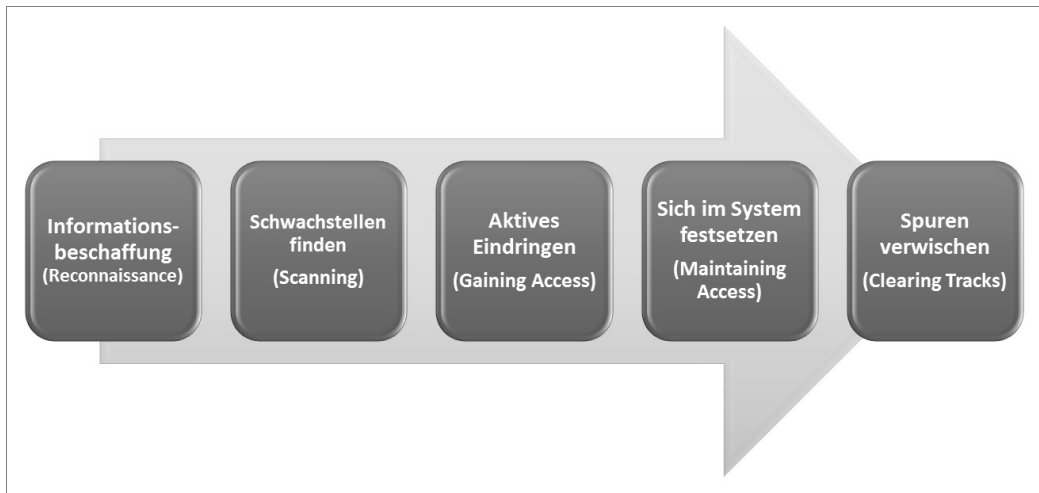 Informations-
beschaffung
(Reconnaissance)
Schwachstellen
finden
(Scanning)
Aktives
Eindringen
(Gaining Access)
Sich im System
festsetzen
(Maintaining
Access)
Spuren
verwischen
(Clearing Tracks)